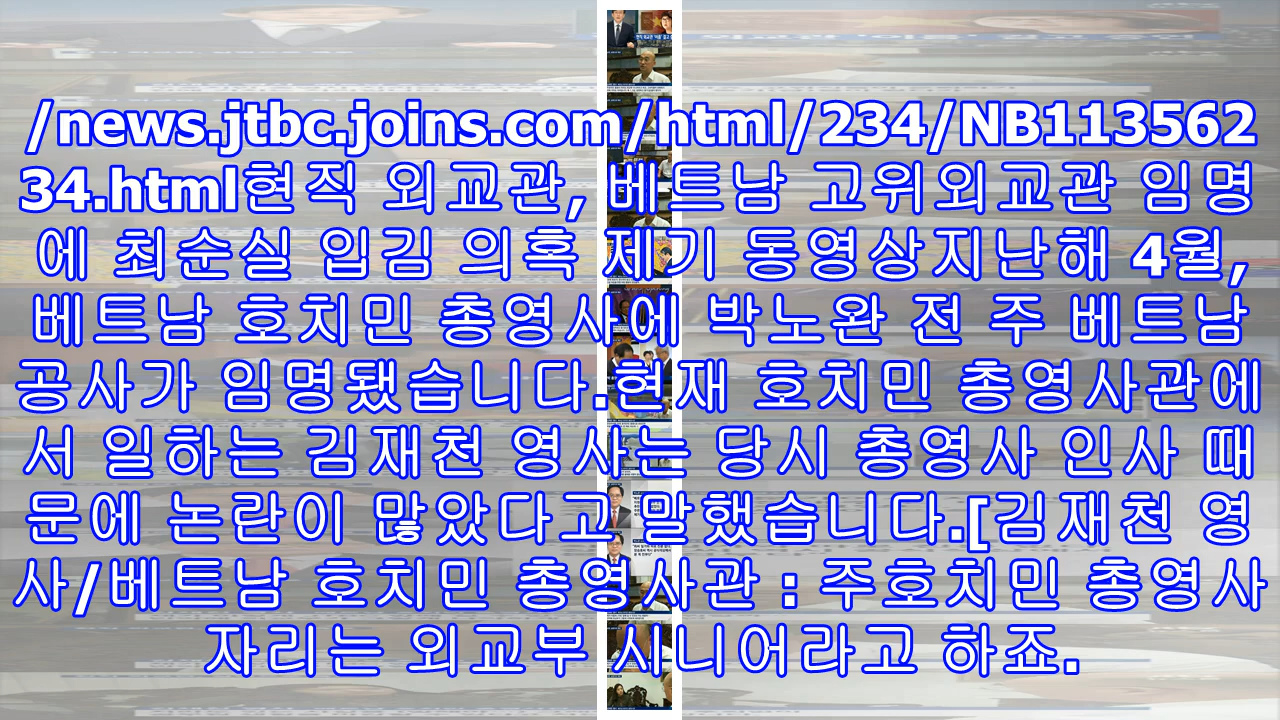 /news.jtbc.joins.com/html/234/NB113562
34.html현직 외교관, 베트남 고위외교관 임명
에 최순실 입김 의혹 제기 동영상지난해 4월,
베트남 호치민 총영사에 박노완 전 주 베트남
공사가 임명됐습니다.현재 호치민 총영사관에
서 일하는 김재천 영사는 당시 총영사 인사 때
문에 논란이 많았다고 말했습니다.[김재천 영
사/베트남 호치민 총영사관 : 주호치민 총영사
자리는 외교부 시니어라고 하죠.